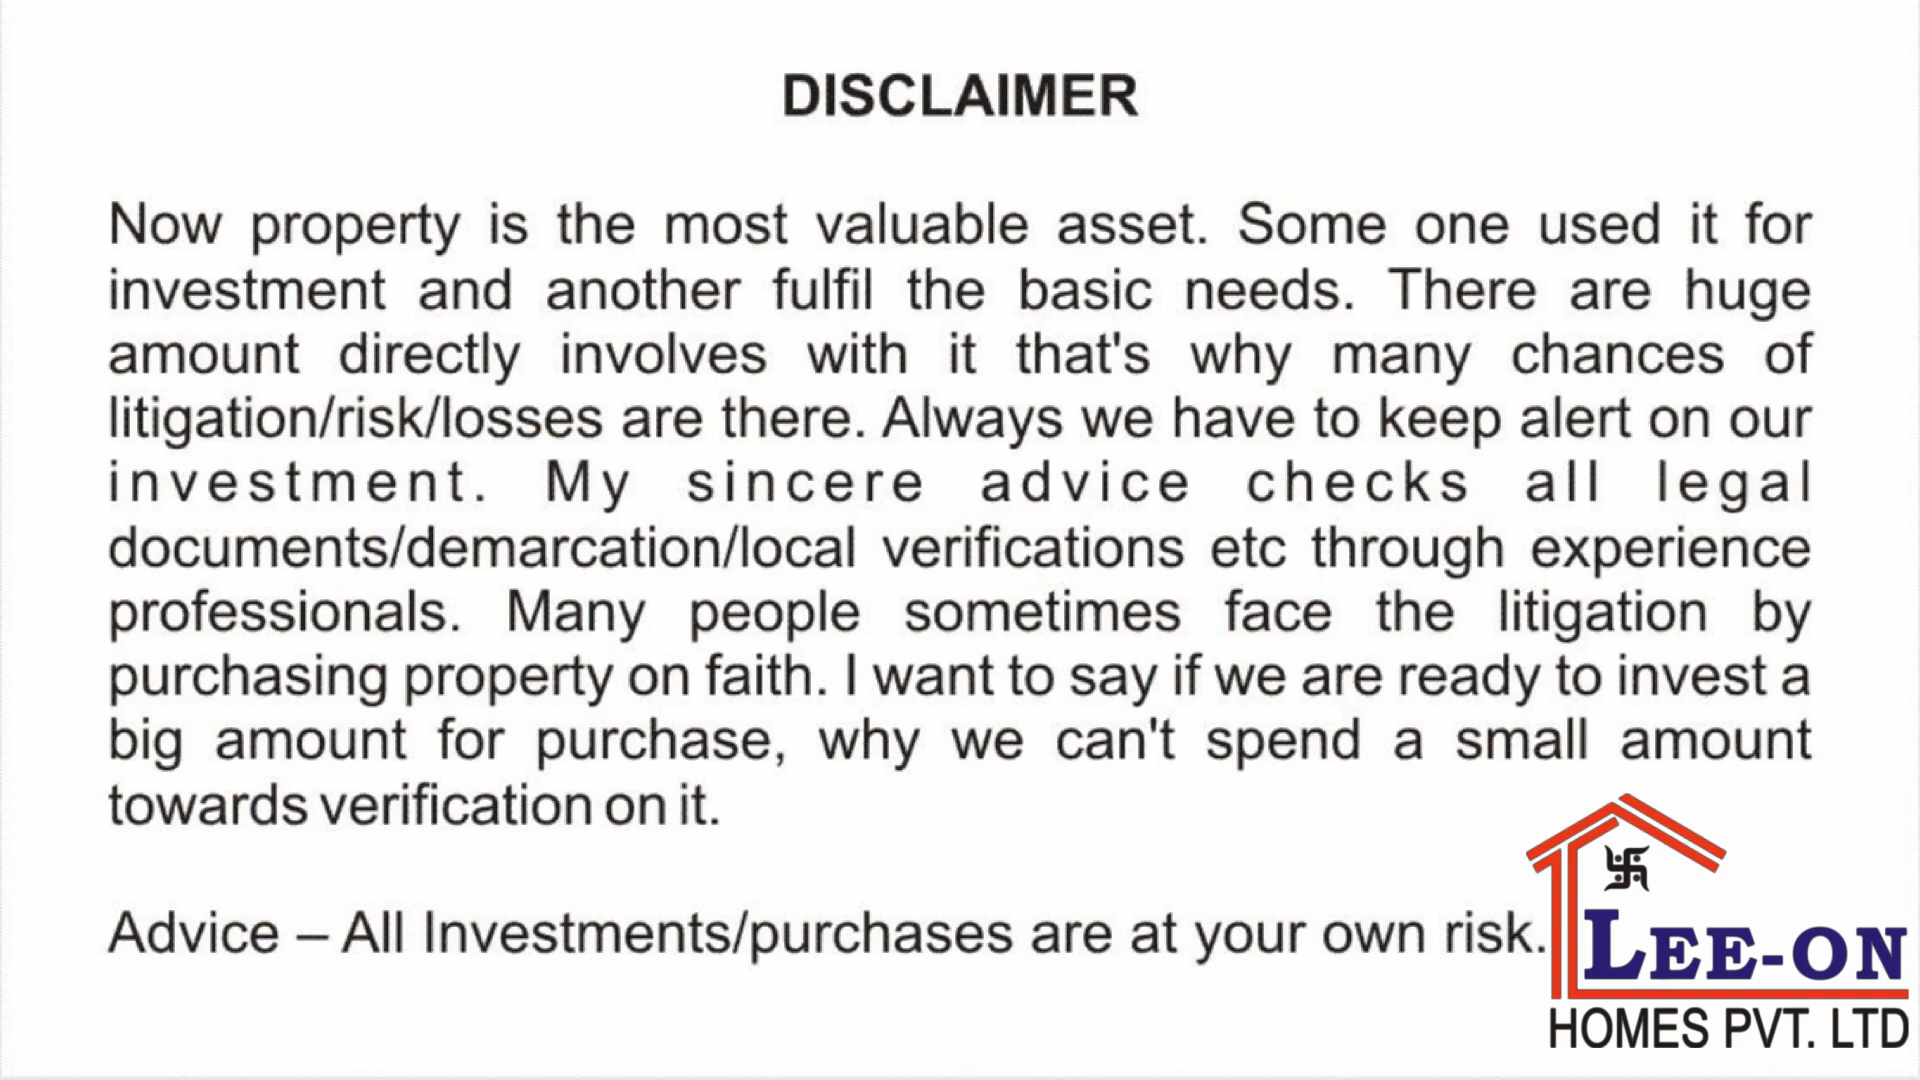 DISCLAIMER
Now property is the most valuable asset. Some one used it for
investment and another fulfil the basic needs. There are huge
amount directly involves with it that's why many chances of
litigation/risk/losses are there. Always we have to keep alert on our
investment. My sincere advice checks all legal
documents/demarcation/local verifications etc through experience
professionals. Many people sometimes face the litigation by
purchasing property on faith. I want to say if we are ready to invest a
big amount for purchase, why we can't spend a small amount
towards verification on it.
Advice – All Investments/purchases are at your own risk.
LEE-ON
HOMES PVT. LTD